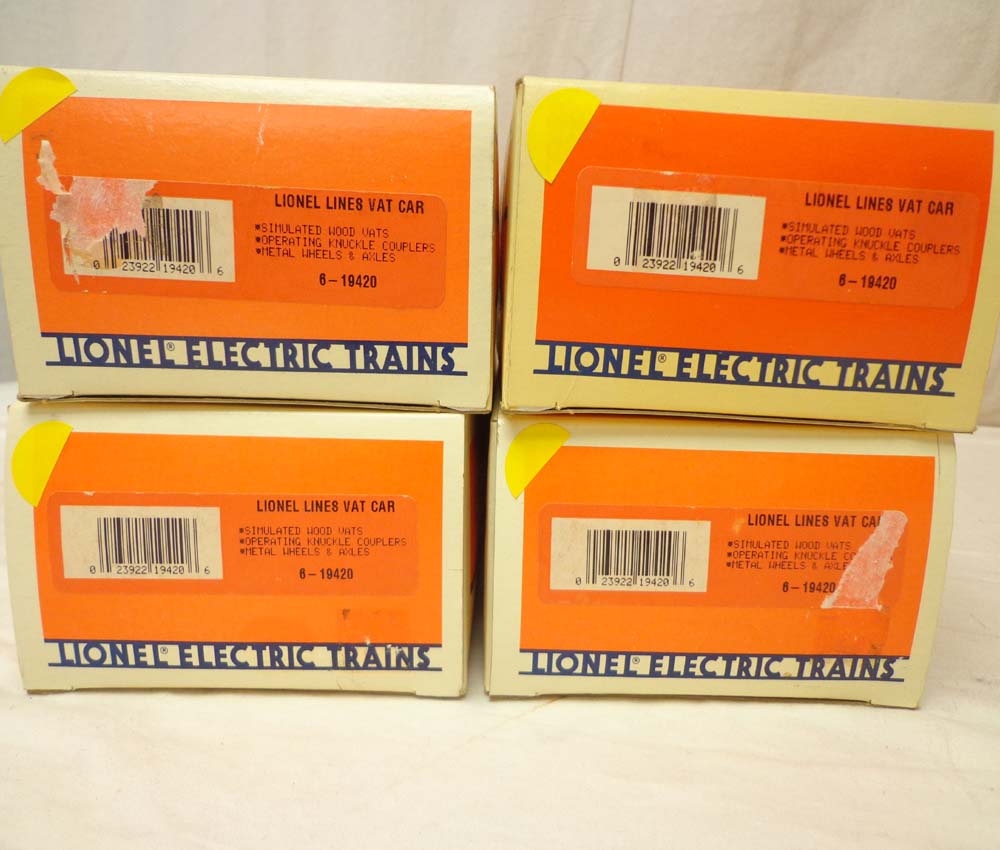 LIONEL LINES VAT CAR
*SIMULATED WOOD VATS
*OPERATING KNUCKLE COUPLERS
*METAL WHEELS & AXLES
0 23922 19420 6
6-19420
LIONEL® ELECTRIC TRAINS
LIONEL LINES VAT CAR
*SIMULATED WOOD VATS
*OPERATING KNUCKLE COUPLERS
*METAL WHEELS & AXLES
0 23922 19420 6
6-19420
LIONEL® ELECTRIC TRAINS
LIONEL LINES VAT CAR
*SIMULATED WOOD VATS
*OPERATING KNUCKLE COUPLERS
*METAL WHEELS & AXLES
0 23922 19420 6
6-19420
LIONEL® ELECTRIC TRAINS
LIONEL LINES VAT
*SIMULATED WOOD VATS
*OPERATING KNUCKLE
*METAL WHEELS &
0 23922 19420 6
6-19420
LIONEL® ELECTRIC TRAINS